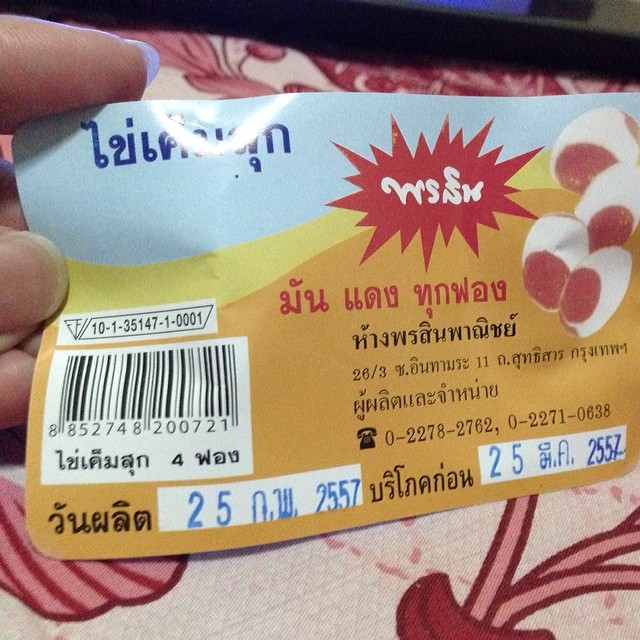 ไข่เค็มสุก
พรสิน
มัน แดง ทุกฟอง
ห้างพรสินพาณิชย์
26/3 ซ.อินทามระ 11 ถ.สุทธิสาร กรุงเทพฯ
ผู้ผลิตและจำหน่าย
☎ 0-2278-2762, 0-2271-0638
10-1-35147-1-0001
8 852748 200721
ไข่เค็มสุก 4 ฟอง
วันผลิต 25 ก.พ. 2557 บริโภคก่อน 25 มี.ค. 2557